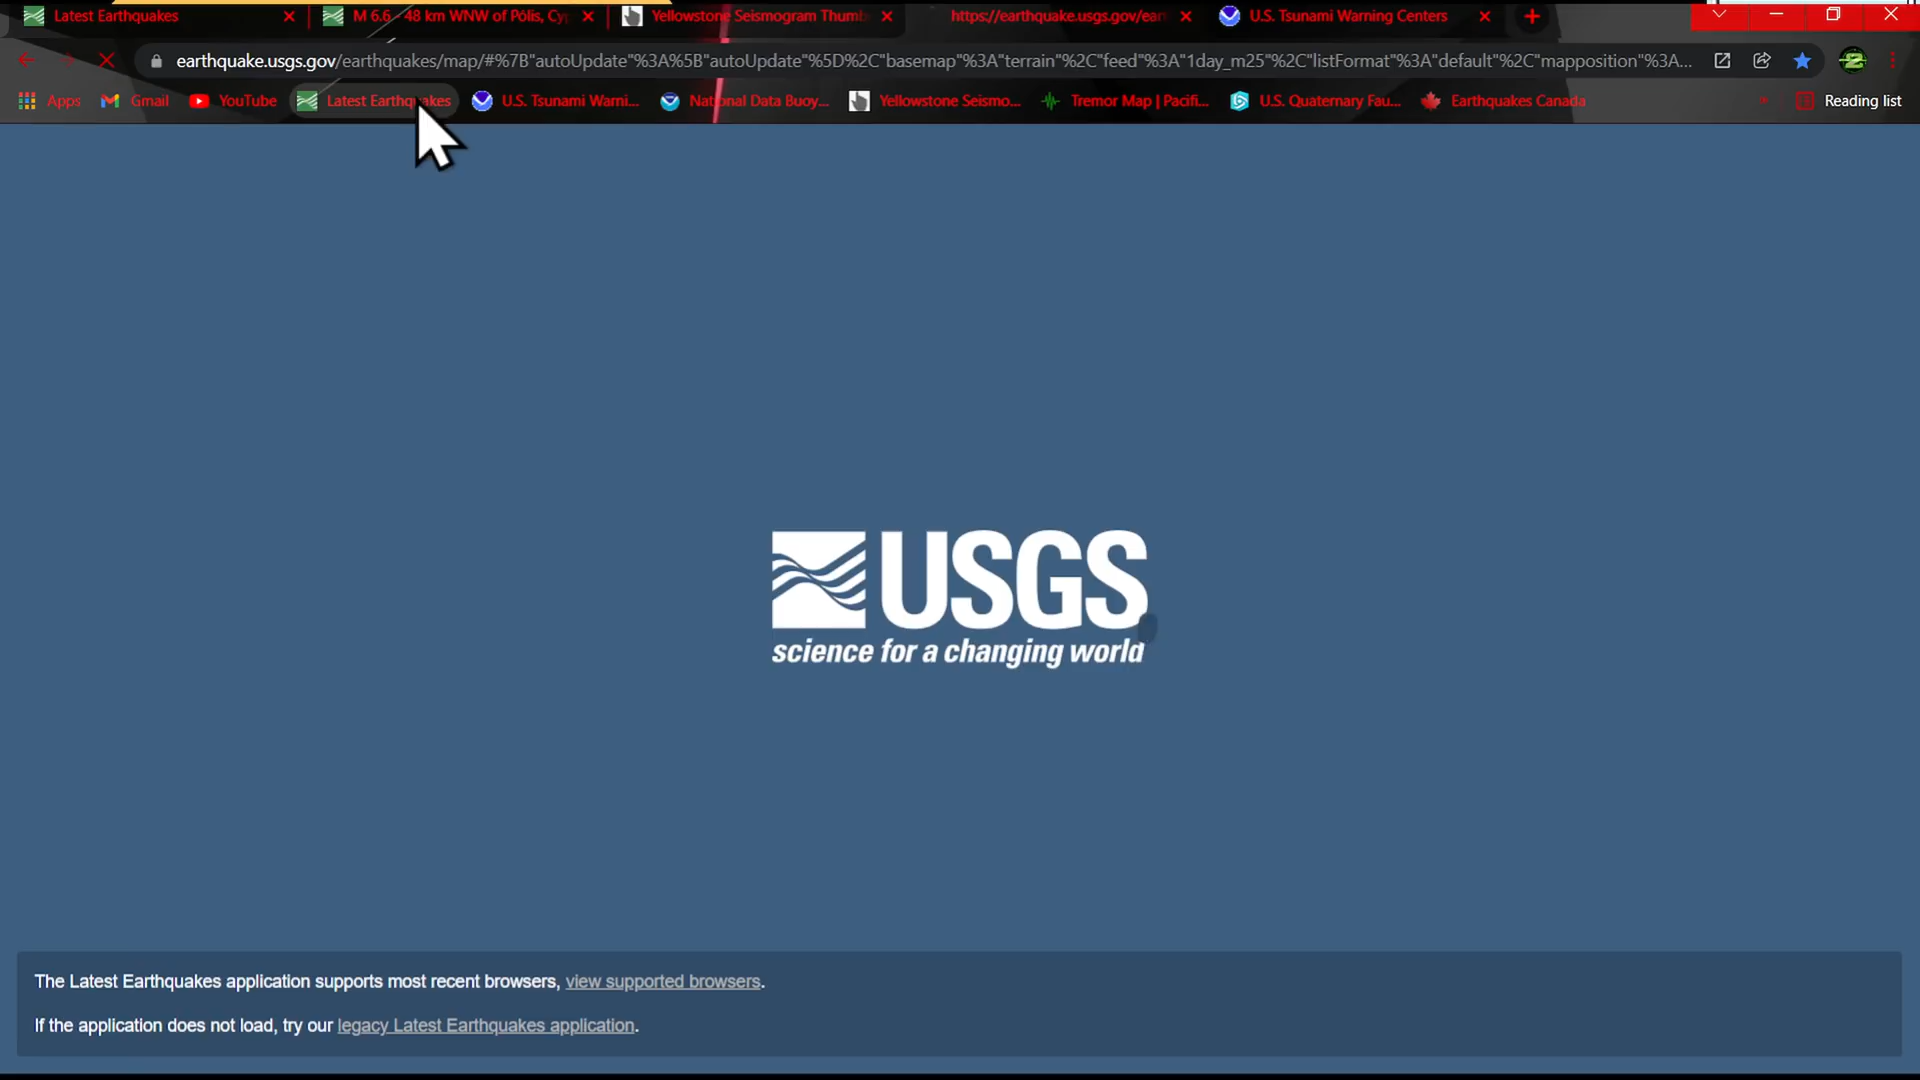 Latest Earthquakes
M 6.6 - 48 km WNW of Pólis, Cyp
Yellowstone Seismogram Thumb
https://earthquake.usgs.gov/eart
U.S. Tsunami Warning Centers
earthquake.usgs.gov/earthquakes/map/#%7B"autoUpdate"%3A%5B"autoUpdate"%5D%2C"basemap"%3A"terrain"%2C"feed"%3A"1day_m25"%2C"listFormat"%3A"default"%2C"mapposition"%3A...
Apps
Gmail
YouTube
Latest Earthquakes
U.S. Tsunami Warni...
National Data Buoy...
Yellowstone Seismo...
Tremor Map | Pacifi...
U.S. Quaternary Fau...
Earthquakes Canada
Reading list
USGS
science for a changing world
The Latest Earthquakes application supports most recent browsers, view supported browsers.
If the application does not load, try our legacy Latest Earthquakes application.